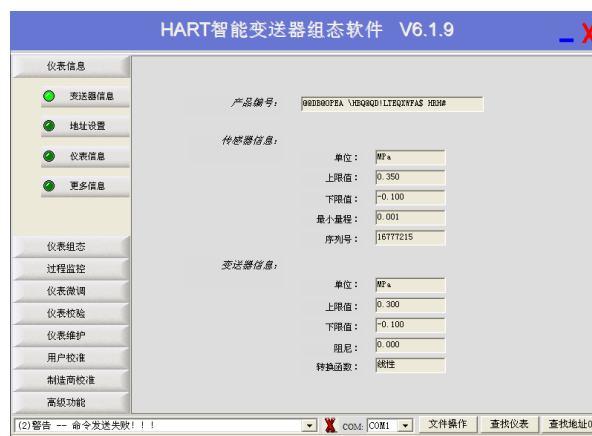 HART智能变送器组态软件 V6.1.9
仪表信息
变送器信息
地址设置
仪表信息
更多信息
仪表组态
过程监控
仪表微调
仪表校验
仪表维护
用户校准
制造商校准
高级功能
产品编号：
传感器信息：
单位： MPa
上限值： 0.350
下限值： -0.100
最小量程： 0.001
序列号： 16777215
变送器信息：
单位： MPa
上限值： 0.300
下限值： -0.100
阻尼： 0.000
转换函数： 线性
(2)警告 -- 命令发送失败!!! X COM: COM1 文件操作 查找仪表 查找地址0